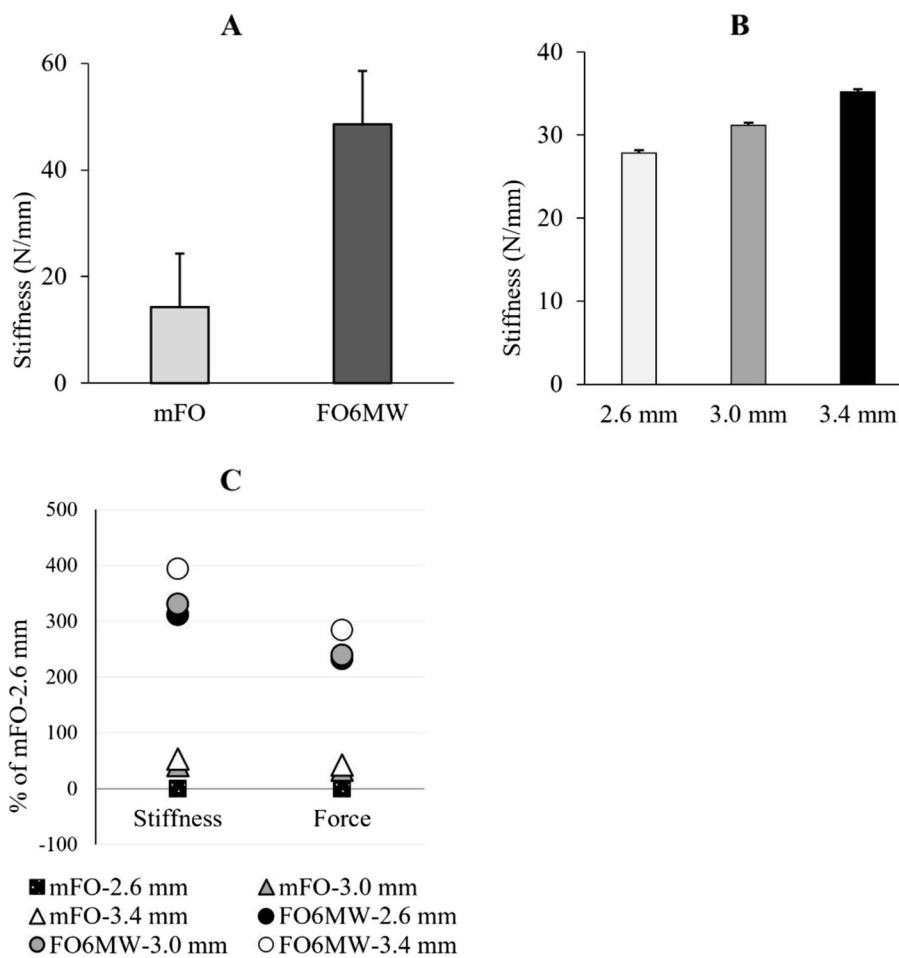 A
Stiffness (N/mm)
60
40
20
0
mFO FO6MW
B
Stiffness (N/mm)
40
30
20
10
0
2.6 mm 3.0 mm 3.4 mm
C
% of mFO-2.6 mm
500
400
300
200
100
0
-100
Stiffness Force
mFO-2.6 mm mFO-3.0 mm
mFO-3.4 mm FO6MW-2.6 mm
FO6MW-3.0 mm FO6MW-3.4 mm